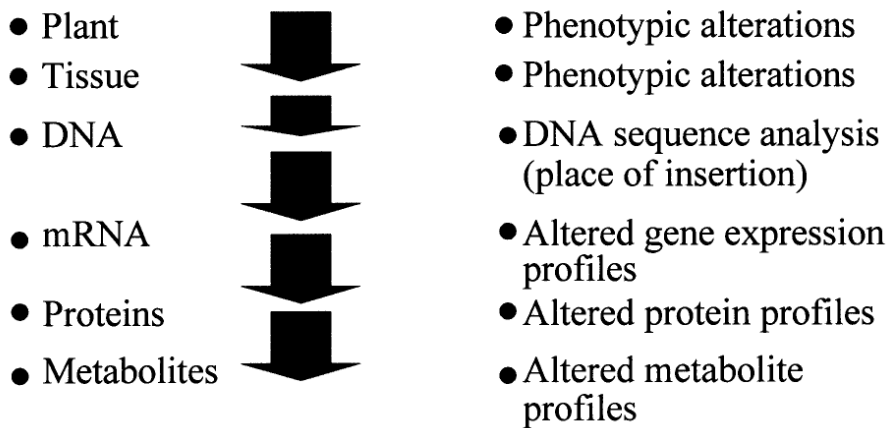 • Plant
• Phenotypic alterations
• Tissue
• Phenotypic alterations
• DNA
• DNA sequence analysis
(place of insertion)
• mRNA
• Altered gene expression
profiles
• Proteins
• Altered protein profiles
• Metabolites
• Altered metabolite
profiles